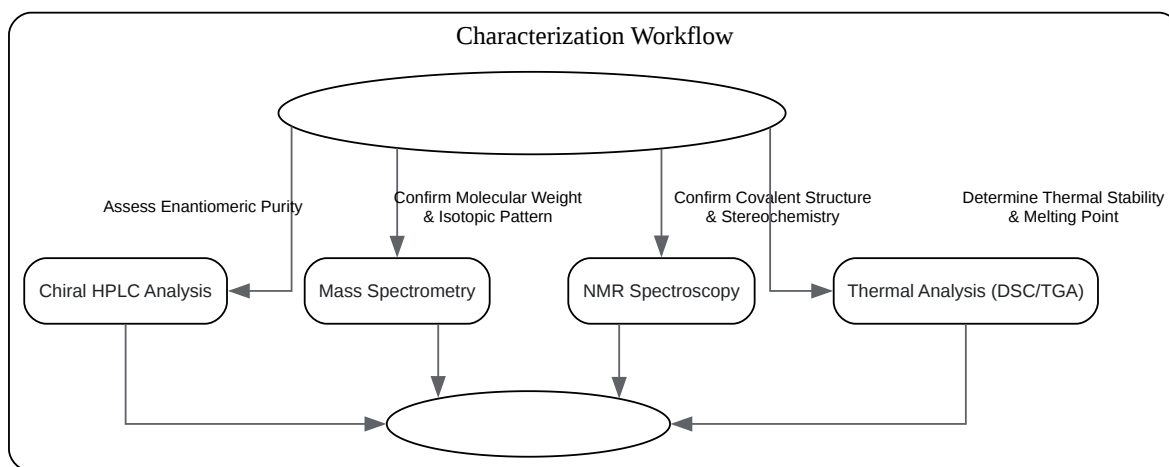 Characterization Workflow
Assess Enantiomeric Purity
Confirm Molecular Weight
& Isotopic Pattern
Confirm Covalent Structure
& Stereochemistry
Determine Thermal Stability
& Melting Point
Chiral HPLC Analysis
Mass Spectrometry
NMR Spectroscopy
Thermal Analysis (DSC/TGA)